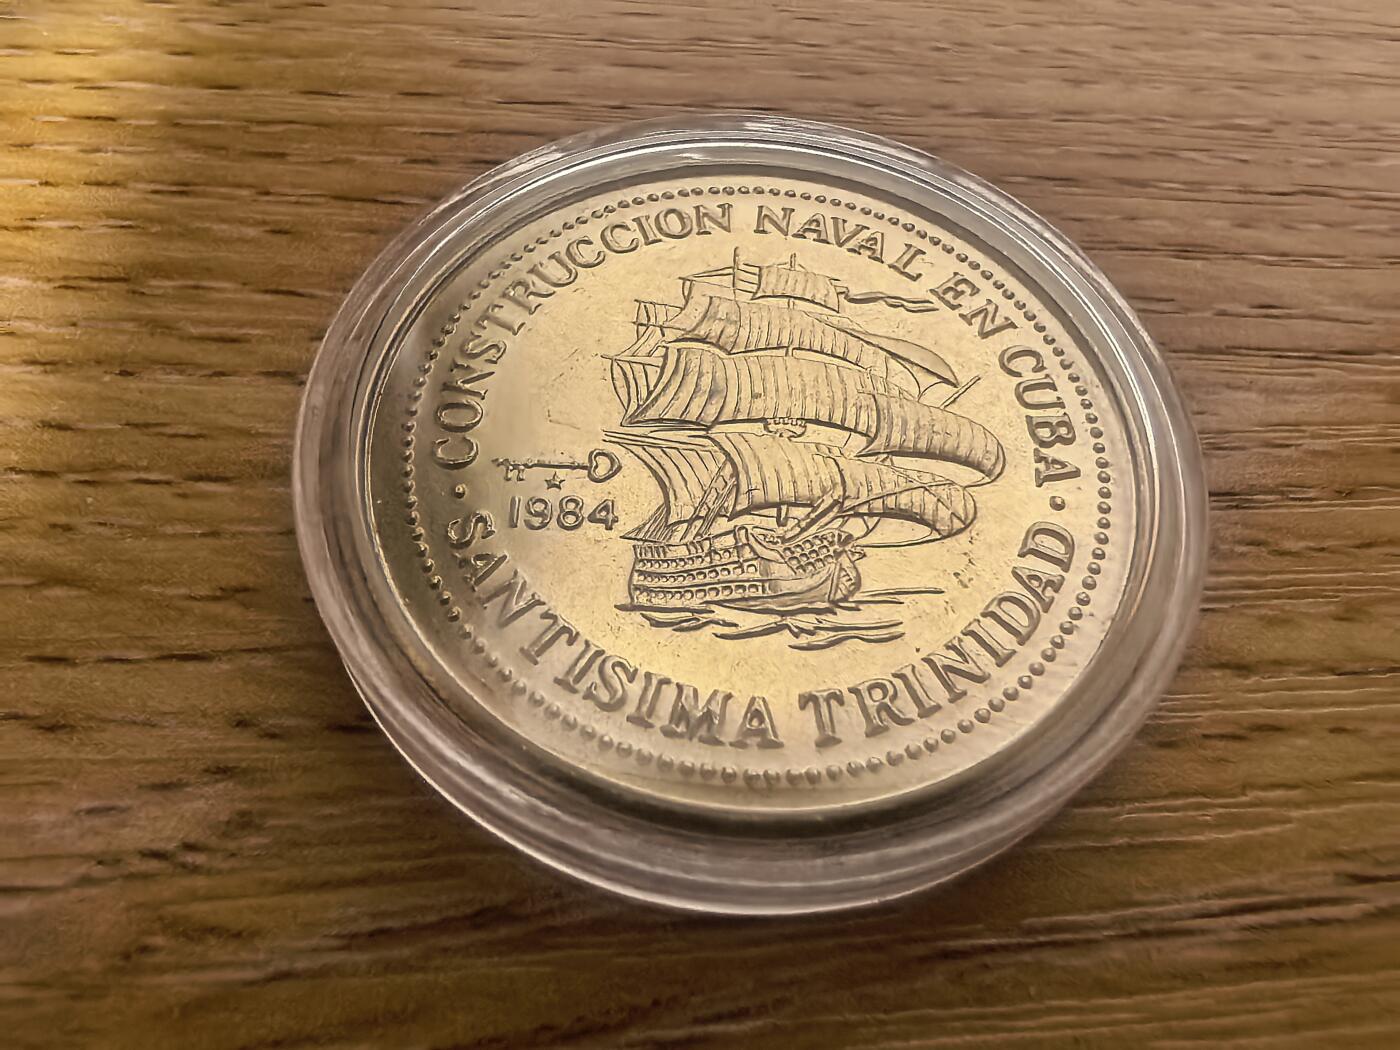 · CONSTRUCCION NAVAL EN CUBA ·
1984
SANTISIMA TRINIDAD